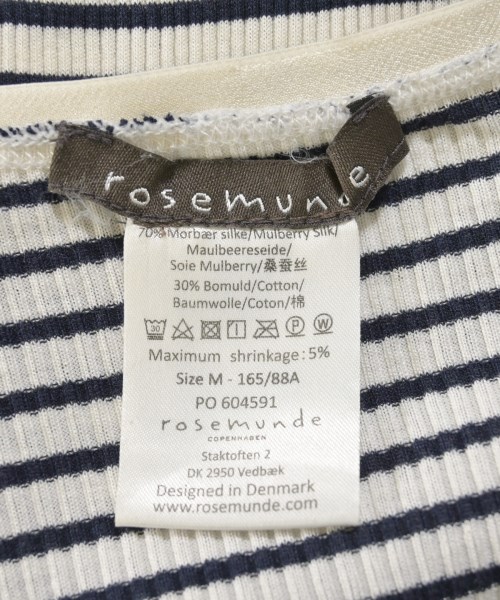 rosemunde
70% Morbær silke/Mulberry Silk/
Maulbeereseide/
Soie Mulberry/桑蚕丝
30% Bomuld/Cotton/
Baumwolle/Coton/棉
30 P W
Maximum shrinkage: 5%
Size M - 165/88A
PO 604591
rosemunde
COPENHAGEN
Staktoften 2
DK 2950 Vedbæk
Designed in Denmark
www.rosemunde.com